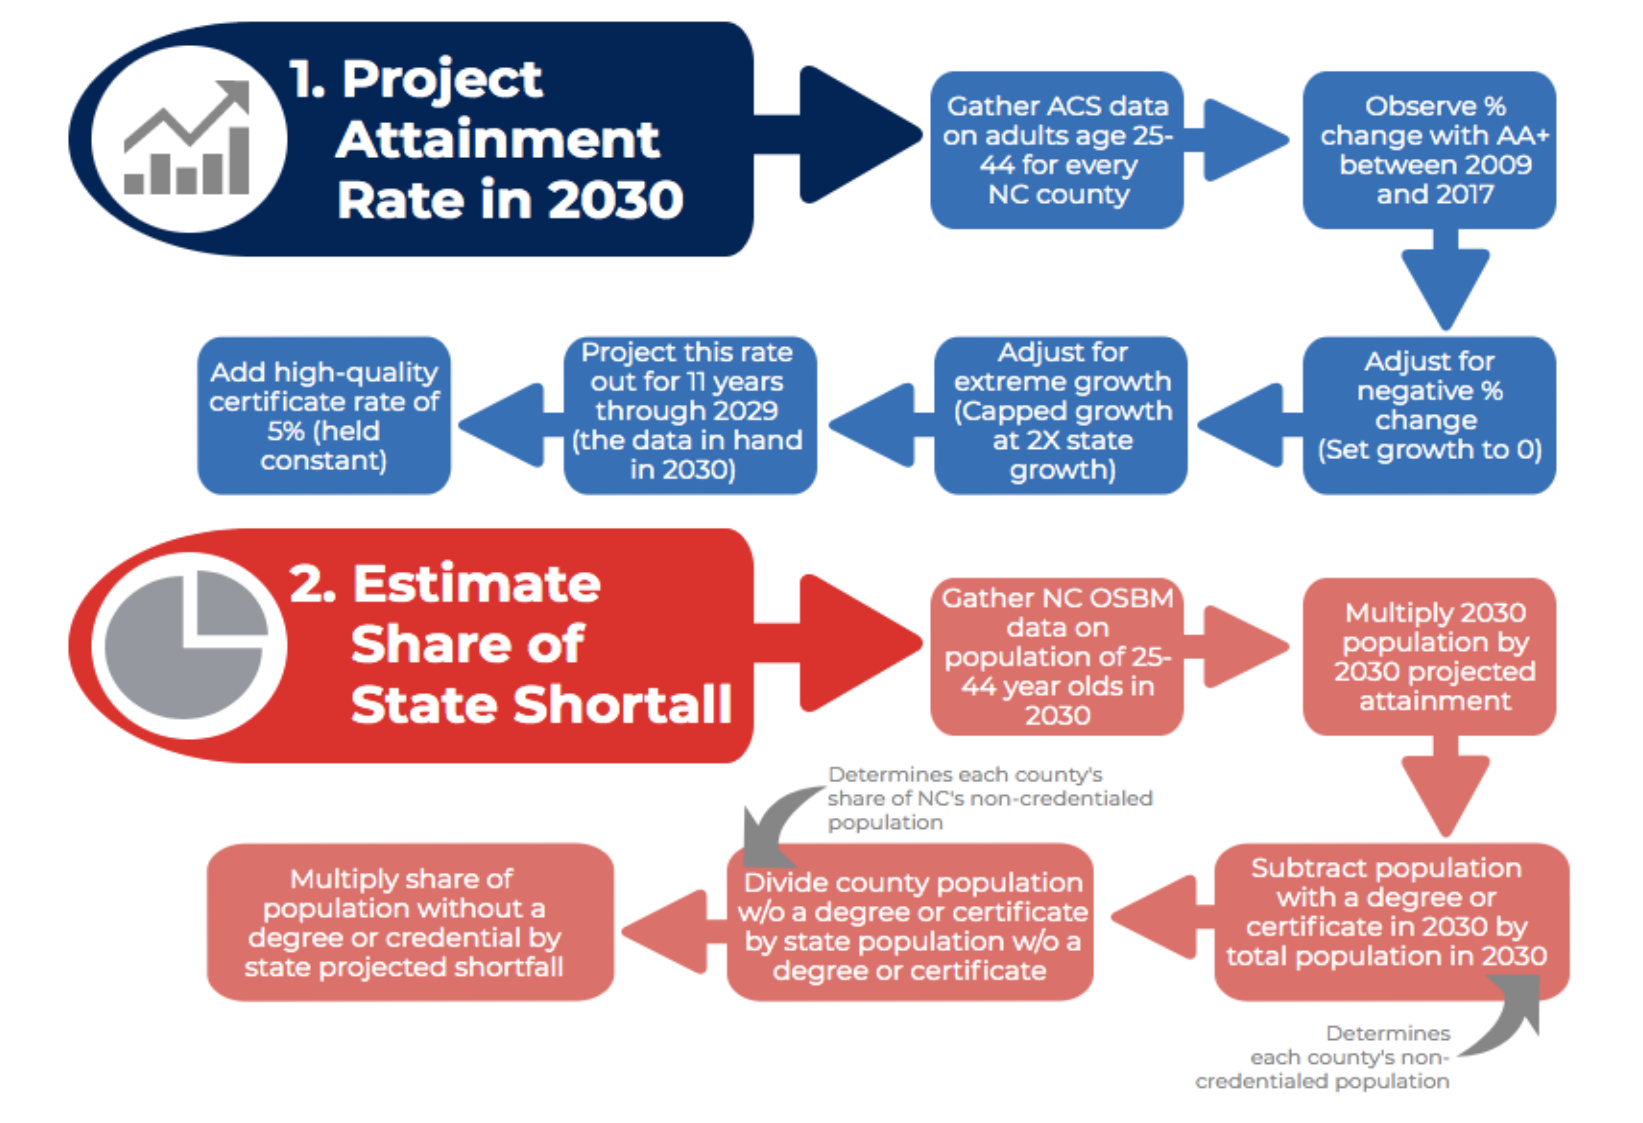 1. Project
Attainment
Rate in 2030
Gather ACS data
on adults age 25-
44 for every
NC county
Observe %
change with AA+
between 2009
and 2017
Adjust for
negative %
change
(Set growth to 0)
Adjust for
extreme growth
(Capped growth
at 2X state
growth)
Project this rate
out for 11 years
through 2029
(the data in hand
in 2030)
Add high-quality
certificate rate of
5% (held
constant)
2. Estimate
Share of
State Shortall
Gather NC OSBM
data on
population of 25-
44 year olds in
2030
Multiply 2030
population by
2030 projected
attainment
Subtract population
with a degree or
certificate in 2030 by
total population in 2030
Determines
each county's non-
credentialed population
Determines each county's
share of NC's non-credentialed
population
Divide county population
w/o a degree or certificate
by state population w/o a
degree or certificate
Multiply share of
population without a
degree or credential by
state projected shortfall